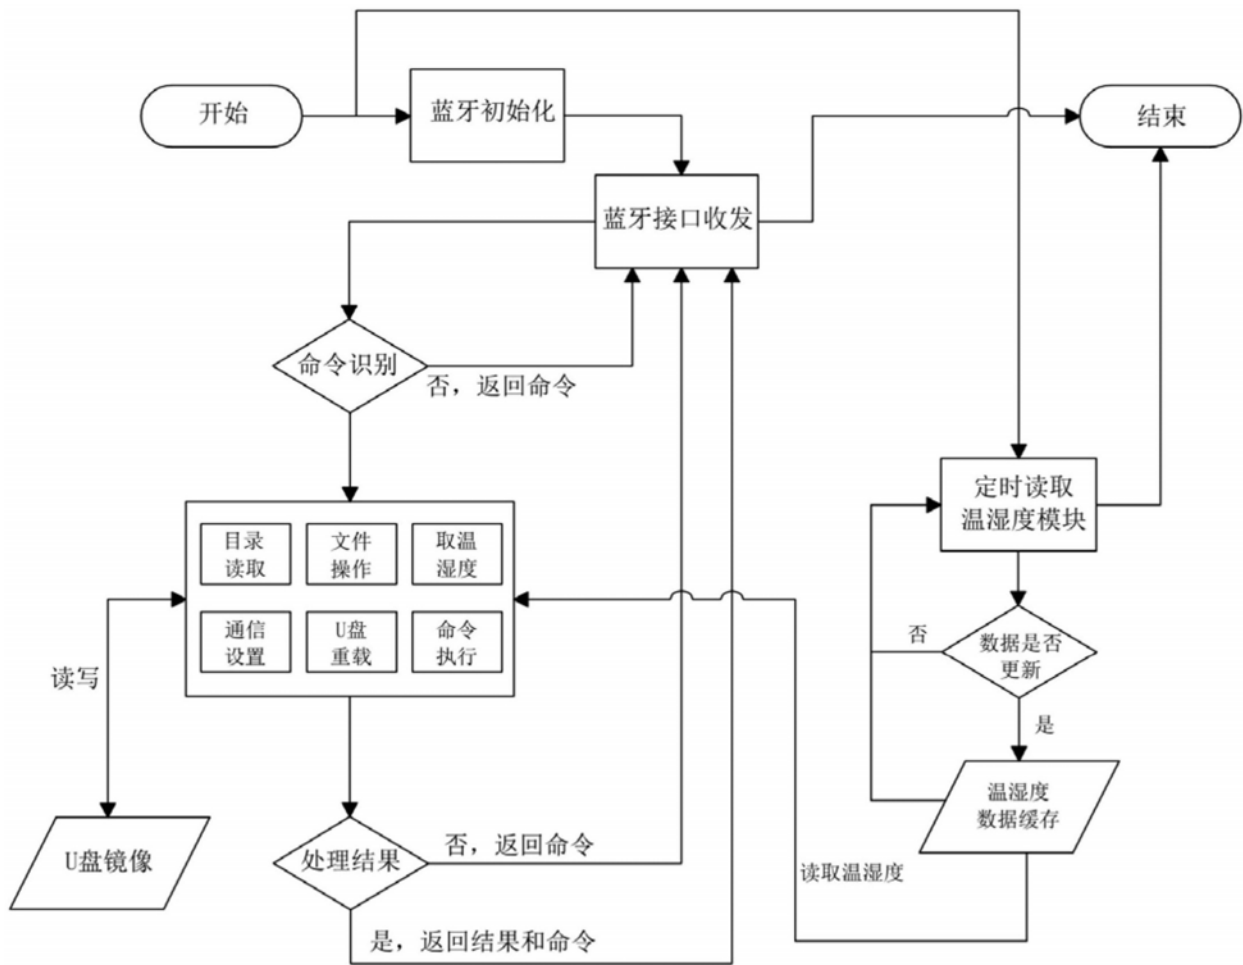 开始
蓝牙初始化
结束
蓝牙接口收发
命令识别
否，返回命令
定时读取
温湿度模块
目录
读取
文件
操作
取温
湿度
通信
设置
U盘
重载
命令
执行
读写
否
数据是否
更新
是
温湿度
数据缓存
U盘镜像
处理结果
否，返回命令
读取温湿度
是，返回结果和命令